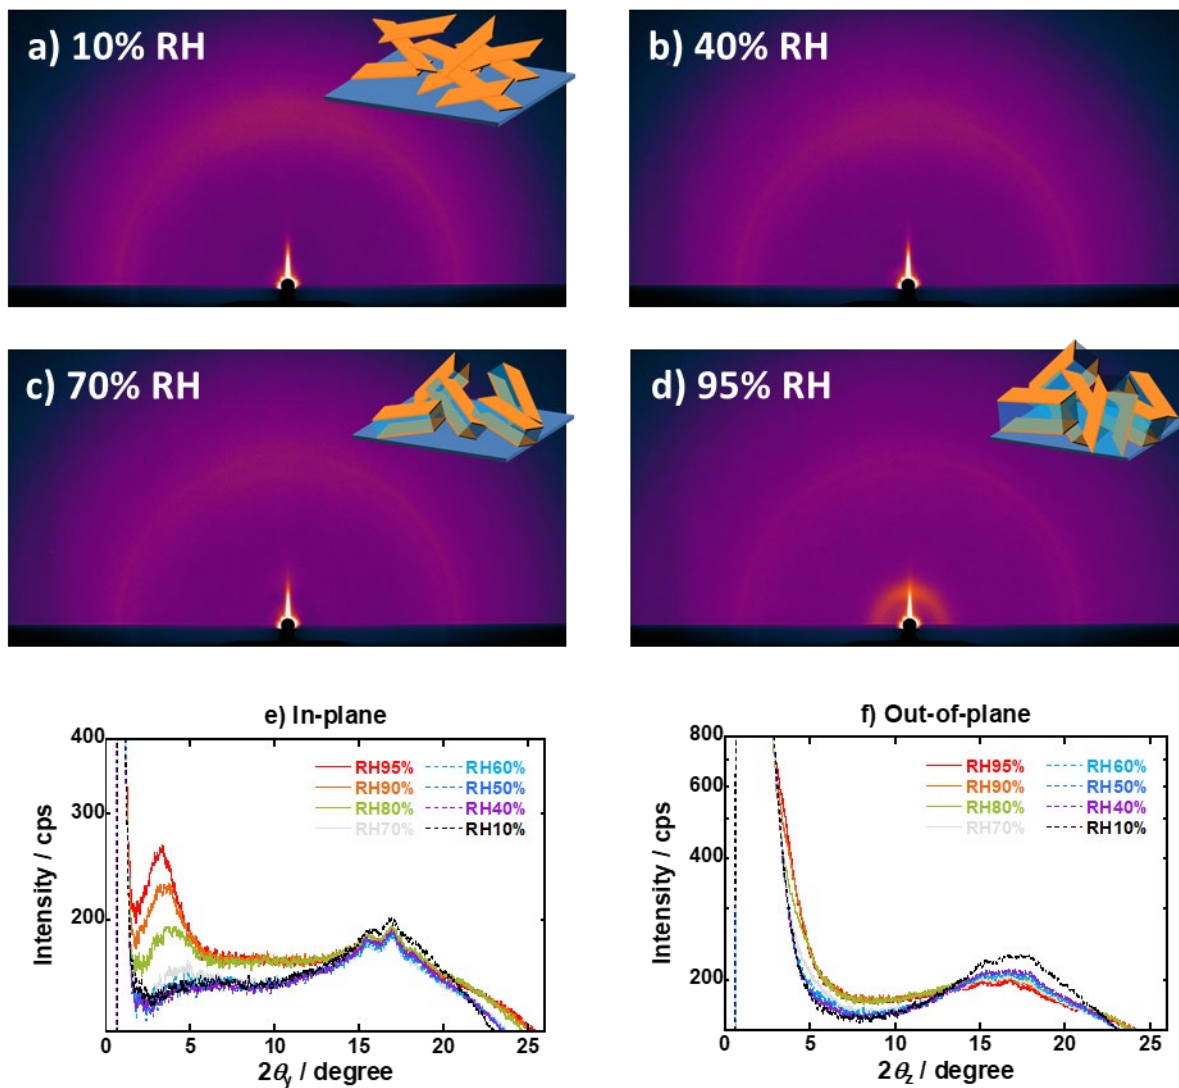 a) 10% RH
b) 40% RH
c) 70% RH
d) 95% RH
e) In-plane
400
300
200
Intensity / cps
RH95%
RH90%
RH80%
RH70%
RH60%
RH50%
RH40%
RH10%
0 5 10 15 20 25
2θy / degree
f) Out-of-plane
800
600
400
200
Intensity / cps
RH95%
RH90%
RH80%
RH70%
RH60%
RH50%
RH40%
RH10%
0 5 10 15 20 25
2θz / degree